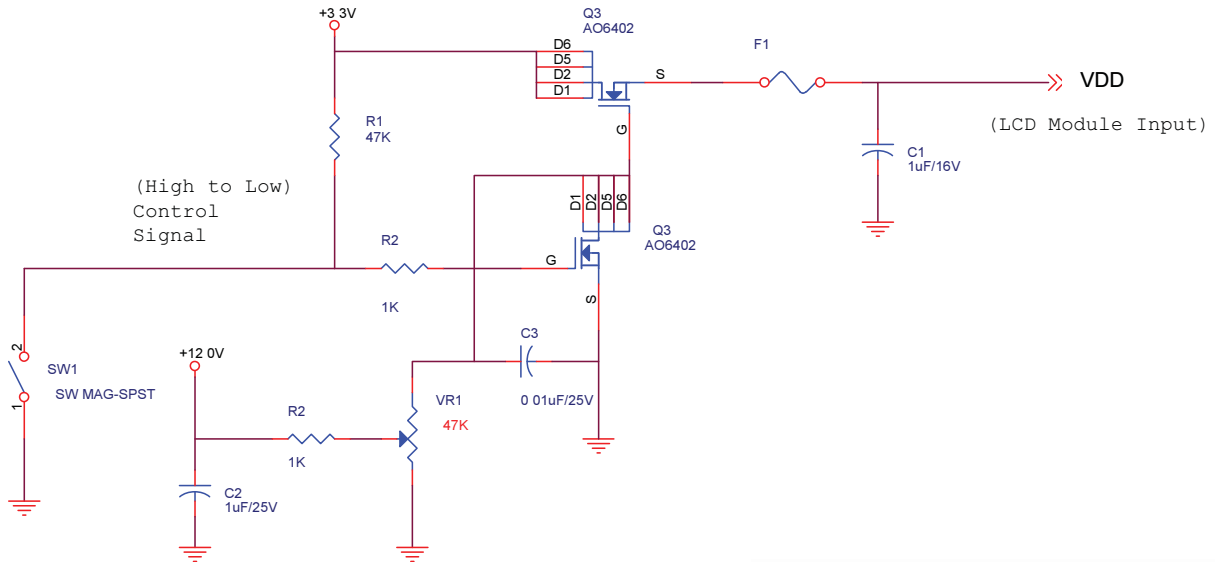 +3 3V
Q3
AO6402
D6
D5
D2
D1
S
G
F1
VDD
(LCD Module Input)
R1
47K
C1
1uF/16V
(High to Low)
Control
Signal
D1
D2
D5
D6
Q3
AO6402
R2
1K
G
S
2
1
SW1
SW MAG-SPST
+12 0V
C3
0 01uF/25V
R2
1K
VR1
47K
C2
1uF/25V